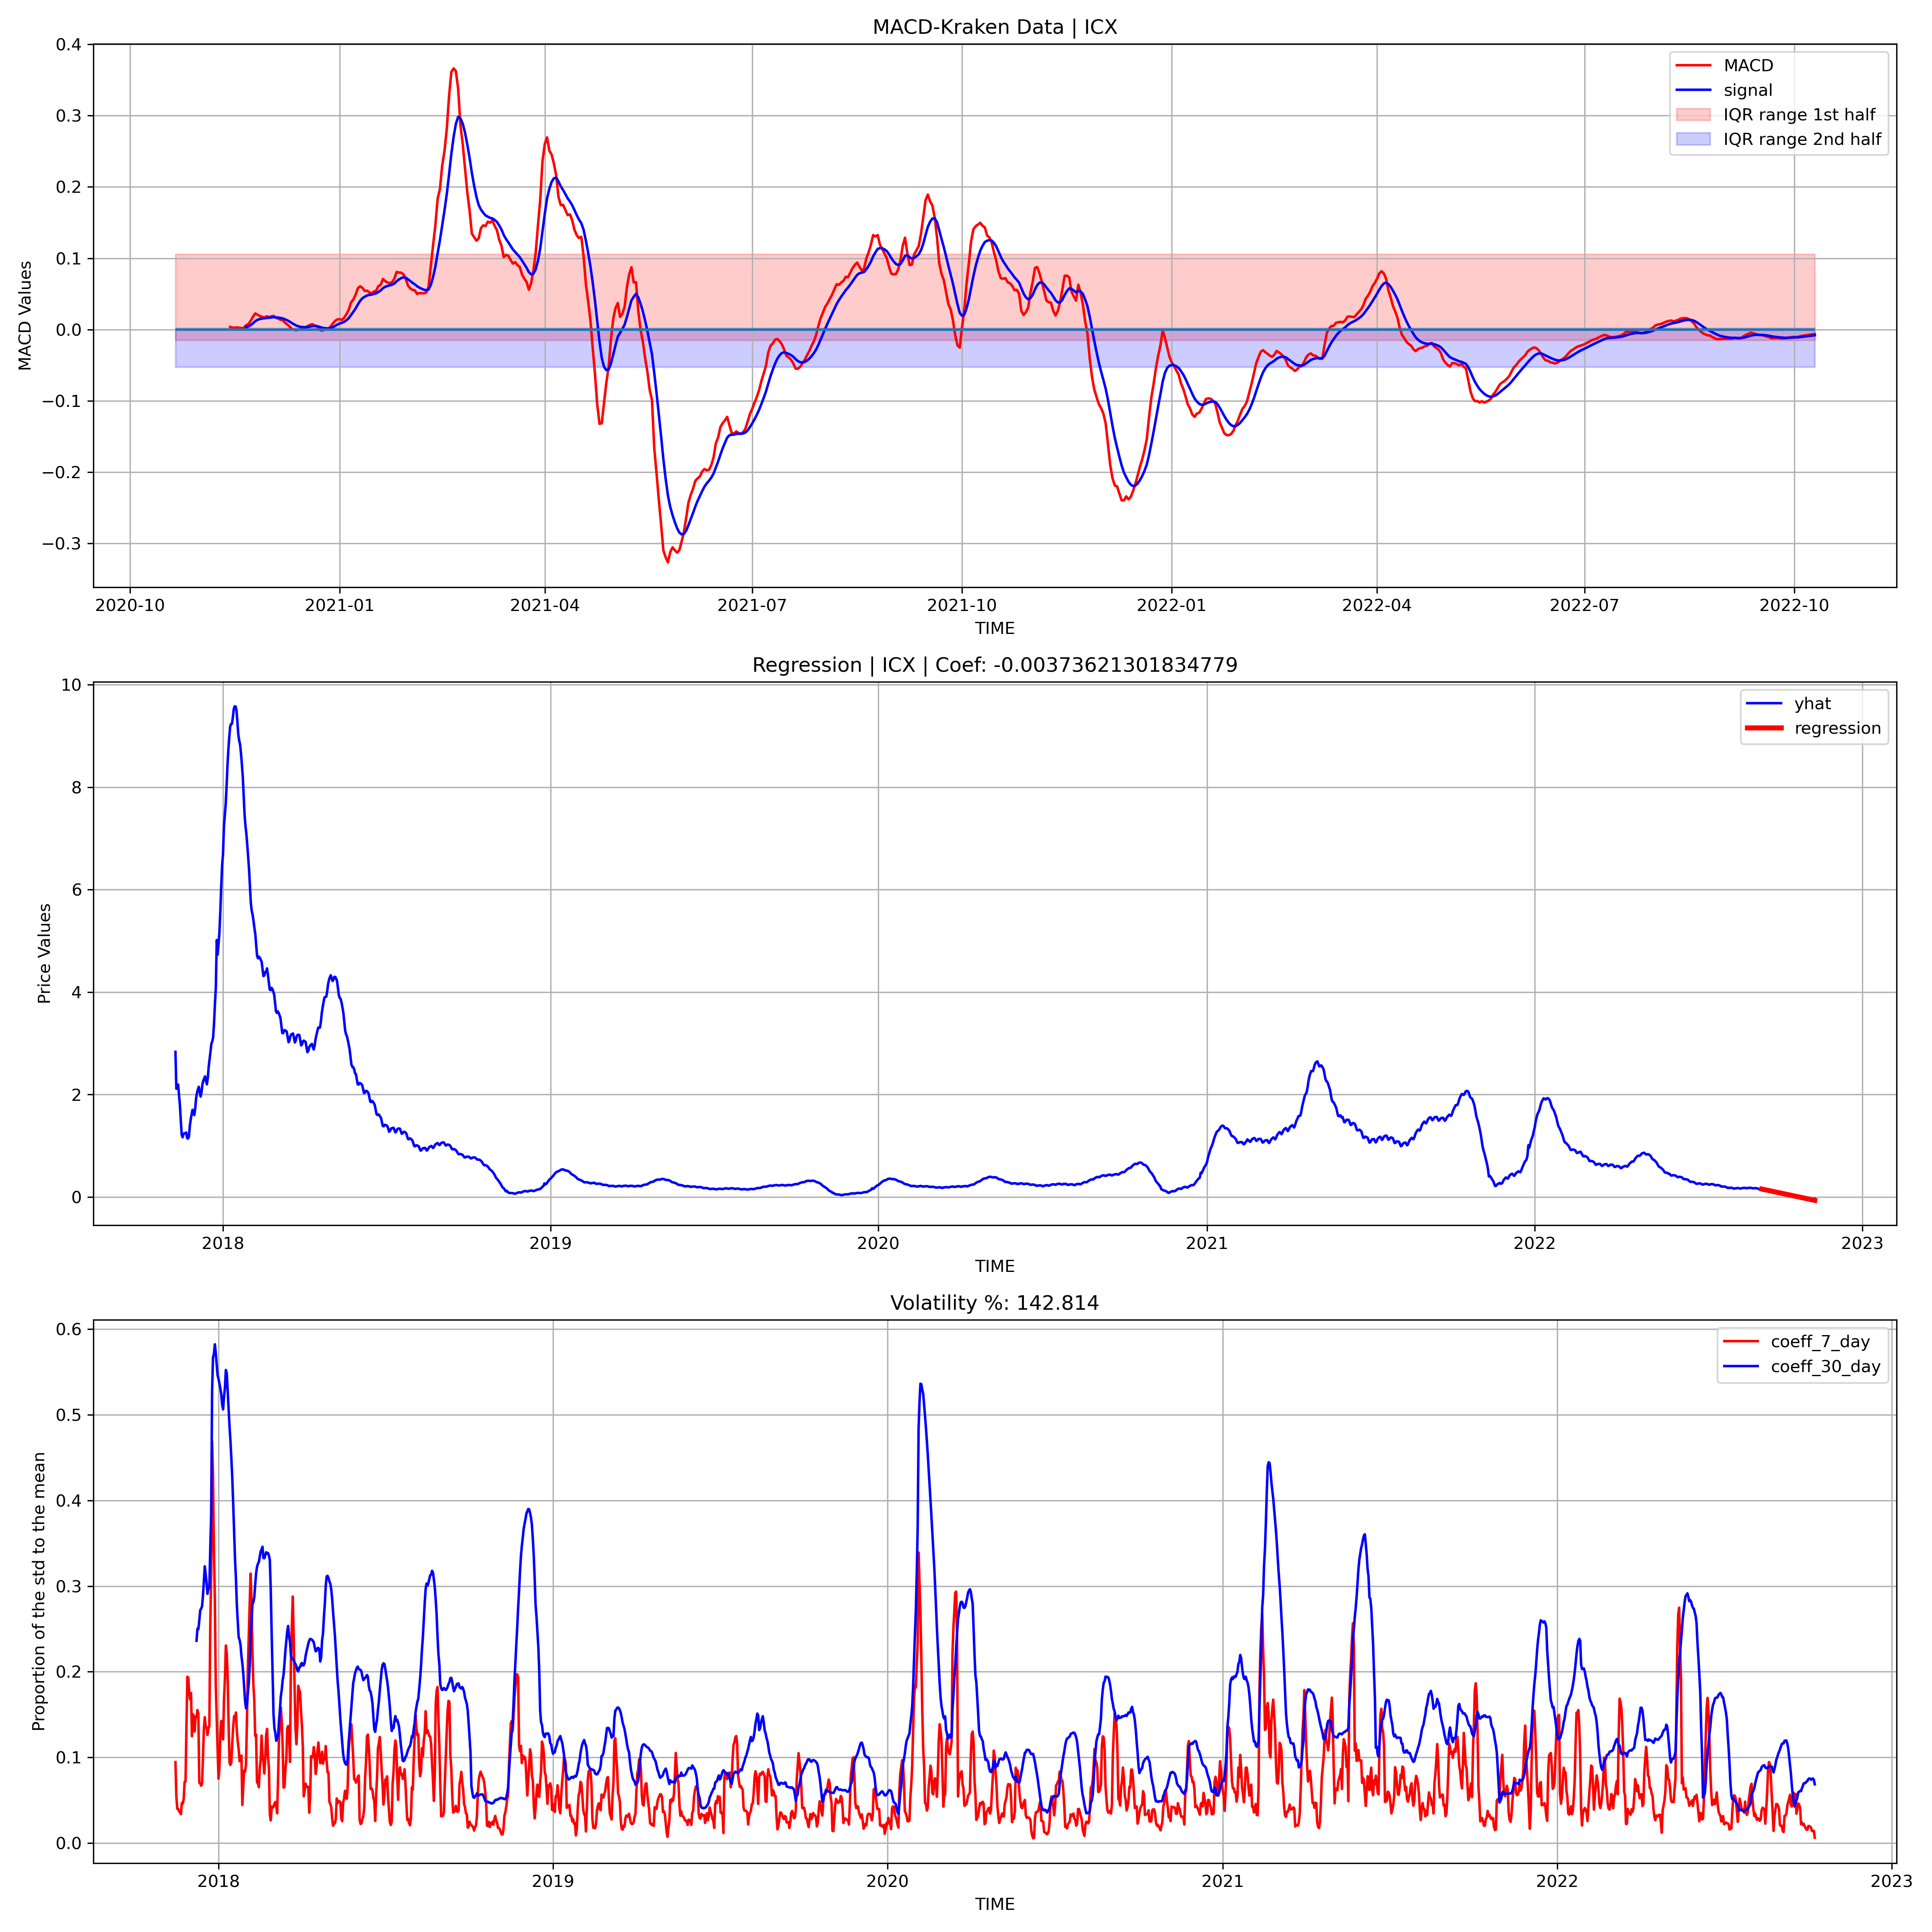 MACD-Kraken Data | ICX
MACD Values
0.4
0.3
0.2
0.1
0.0
−0.1
−0.2
−0.3
MACD
signal
IQR range 1st half
IQR range 2nd half
2020-10 2021-01 2021-04 2021-07 2021-10 2022-01 2022-04 2022-07 2022-10
TIME
Regression | ICX | Coef: -0.00373621301834779
Price Values
10
8
6
4
2
0
yhat
regression
2018 2019 2020 2021 2022 2023
TIME
Volatility %: 142.814
Proportion of the std to the mean
0.6
0.5
0.4
0.3
0.2
0.1
0.0
coeff_7_day
coeff_30_day
2018 2019 2020 2021 2022 2023
TIME